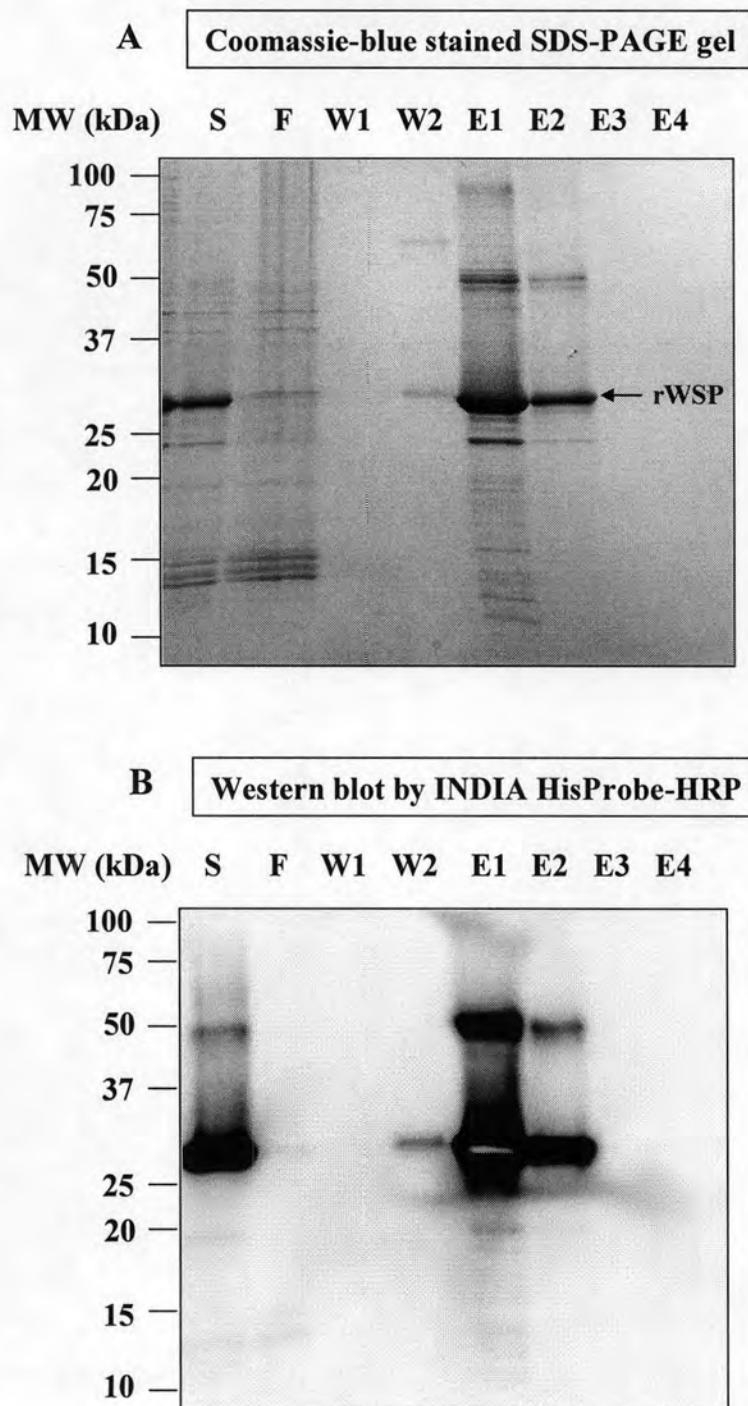 A
Coomassie-blue stained SDS-PAGE gel
MW (kDa) S F W1 W2 E1 E2 E3 E4
100
75
50
37
rWSP
25
20
15
10
B
Western blot by INDIA HisProbe-HRP
MW (kDa) S F W1 W2 E1 E2 E3 E4
100
75
50
37
25
20
15
10